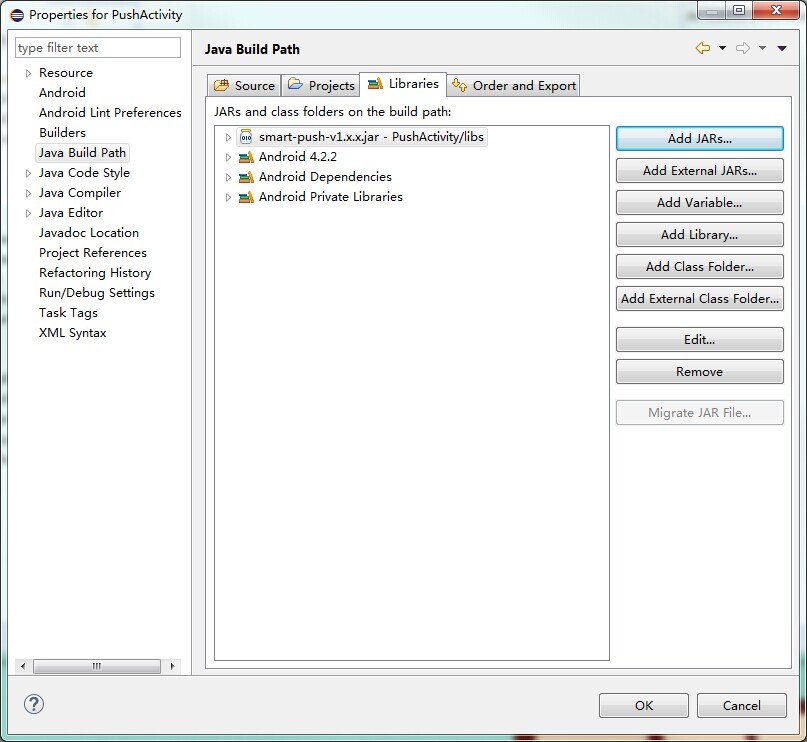 Properties for PushActivity
type filter text
Resource
Android
Android Lint Preferences
Builders
Java Build Path
Java Code Style
Java Compiler
Java Editor
Javadoc Location
Project References
Refactoring History
Run/Debug Settings
Task Tags
XML Syntax
Java Build Path
Source
Projects
Libraries
Order and Export
JARs and class folders on the build path:
smart-push-v1.x.x.jar - PushActivity/libs
Android 4.2.2
Android Dependencies
Android Private Libraries
Add JARs...
Add External JARs...
Add Variable...
Add Library...
Add Class Folder...
Add External Class Folder...
Edit...
Remove
Migrate JAR File...
OK
Cancel